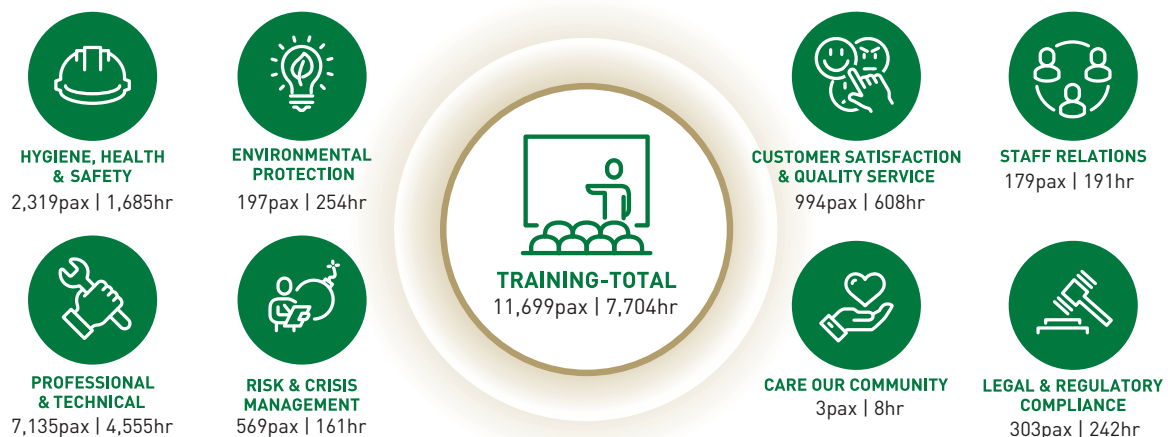 HYGIENE, HEALTH
& SAFETY
2,319pax | 1,685hr
ENVIRONMENTAL
PROTECTION
197pax | 254hr
PROFESSIONAL
& TECHNICAL
7,135pax | 4,555hr
RISK & CRISIS
MANAGEMENT
569pax | 161hr
TRAINING-TOTAL
11,699pax | 7,704hr
CUSTOMER SATISFACTION
& QUALITY SERVICE
994pax | 608hr
STAFF RELATIONS
179pax | 191hr
CARE OUR COMMUNITY
3pax | 8hr
LEGAL & REGULATORY
COMPLIANCE
303pax | 242hr